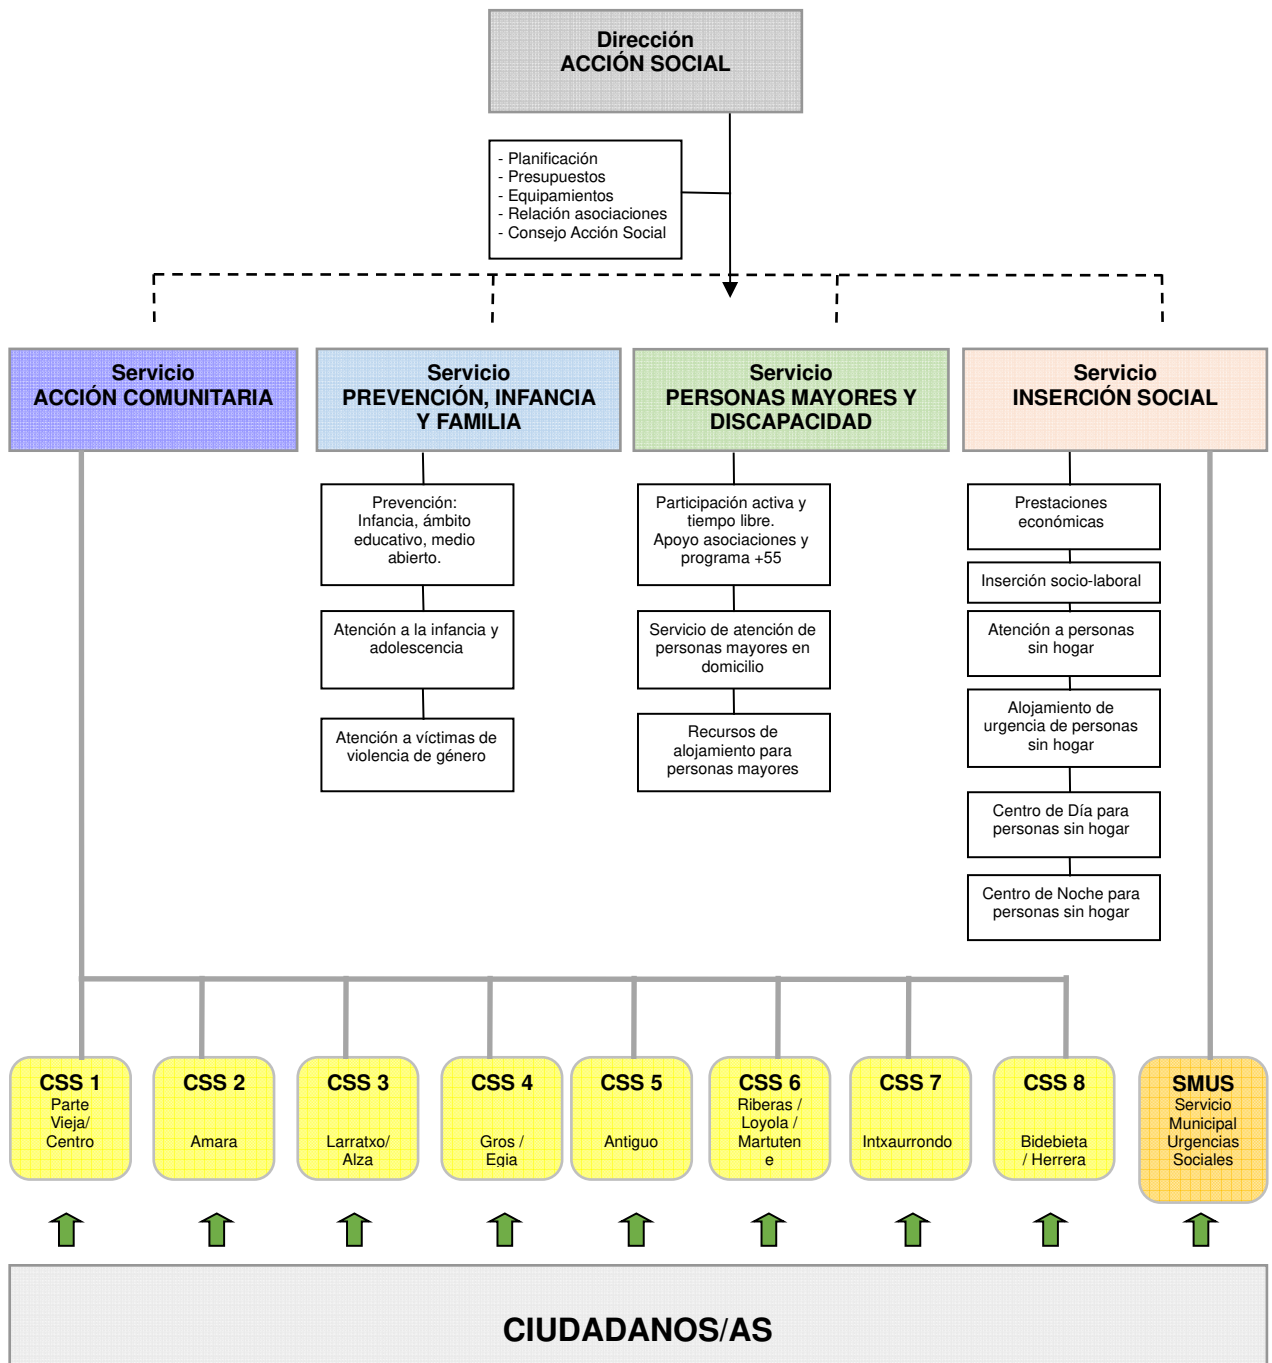 Dirección
ACCIÓN SOCIAL
- Planificación
- Presupuestos
- Equipamientos
- Relación asociaciones
- Consejo Acción Social
Servicio
ACCIÓN COMUNITARIA
Servicio
PREVENCIÓN, INFANCIA
Y FAMILIA
Servicio
PERSONAS MAYORES Y
DISCAPACIDAD
Servicio
INSERCIÓN SOCIAL
Prevención:
Infancia, ámbito
educativo, medio
abierto.
Atención a la infancia y
adolescencia
Atención a víctimas de
violencia de género
Participación activa y
tiempo libre.
Apoyo asociaciones y
programa +55
Servicio de atención de
personas mayores en
domicilio
Recursos de
alojamiento para
personas mayores
Prestaciones
económicas
Inserción socio-laboral
Atención a personas
sin hogar
Alojamiento de
urgencia de personas
sin hogar
Centro de Día para
personas sin hogar
Centro de Noche para
personas sin hogar
CSS 1
Parte
Vieja/
Centro
CSS 2
Amara
CSS 3
Larratxo/
Alza
CSS 4
Gros /
Egia
CSS 5
Antiguo
CSS 6
Riberas /
Loyola /
Martuten
e
CSS 7
Intxaurrondo
CSS 8
Bidebieta
/ Herrera
SMUS
Servicio
Municipal
Urgencias
Sociales
CIUDADANOS/AS